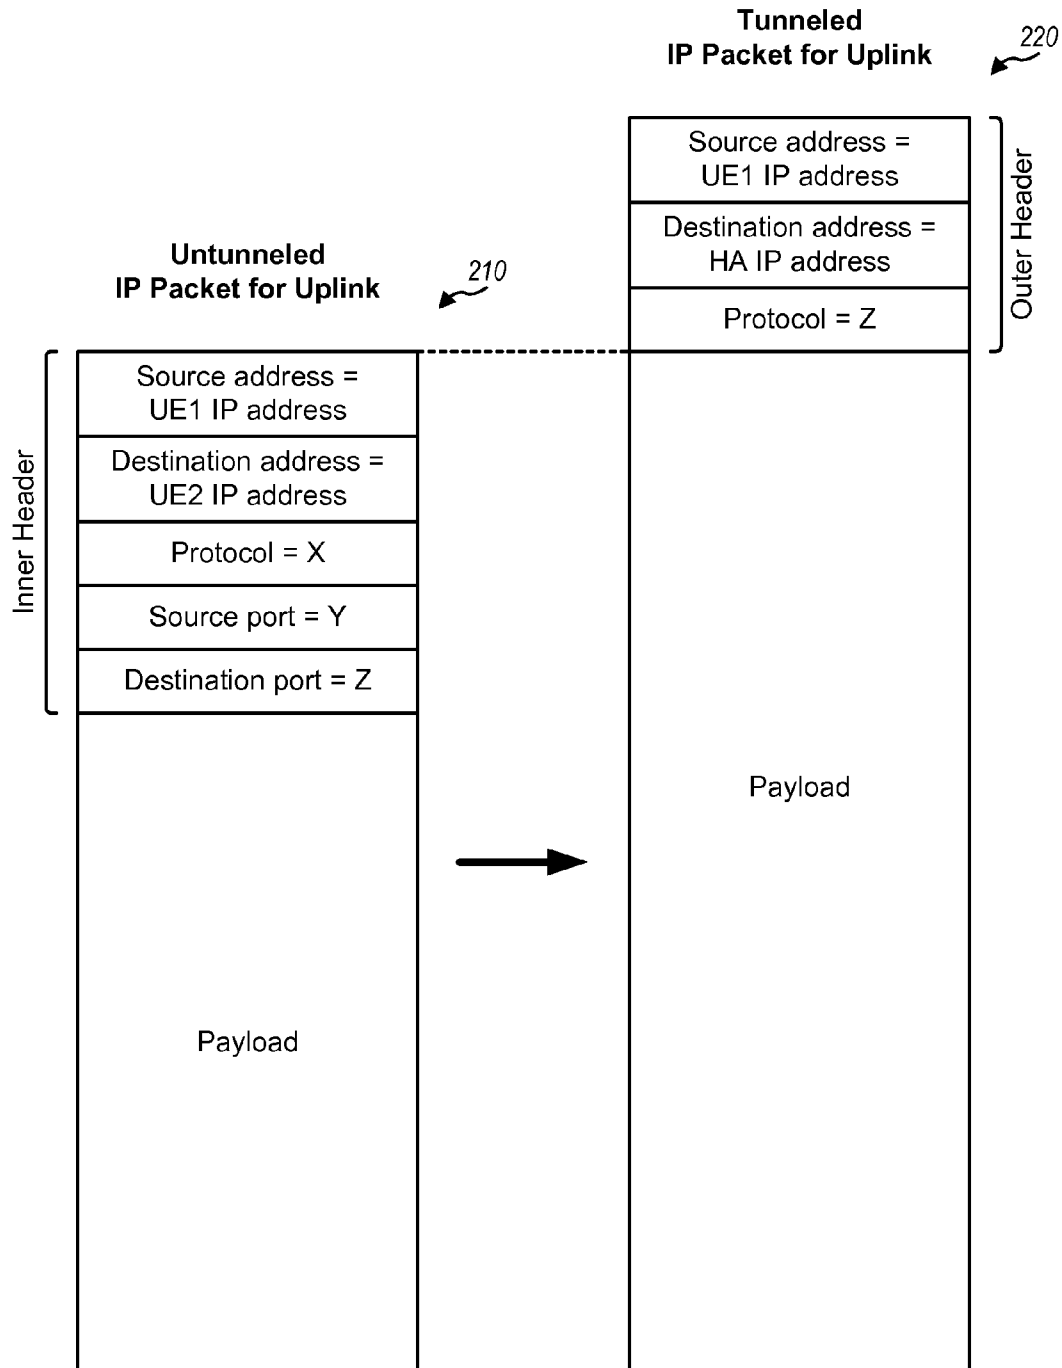 Tunneled
IP Packet for Uplink
220
Source address =
UE1 IP address
Destination address =
HA IP address
Protocol = Z
Outer Header
Payload
Untunneled
IP Packet for Uplink
210
Inner Header
Source address =
UE1 IP address
Destination address =
UE2 IP address
Protocol = X
Source port = Y
Destination port = Z
Payload